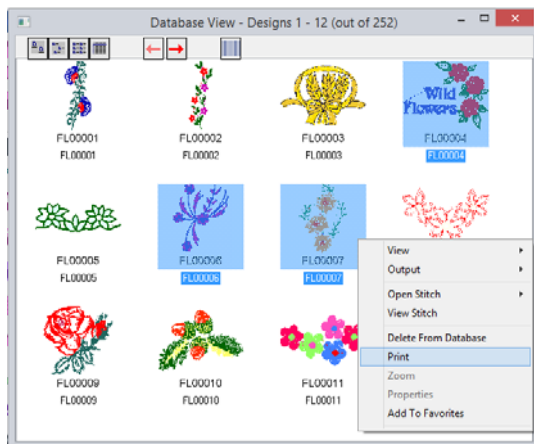 Database View - Designs 1 - 12 (out of 252)
FL00001 FL00002 FL00003 FL00004
FL00001 FL00002 FL00003 FL00004
Wild
Flowers
FL00005 FL00006 FL00007
FL00005 FL00006 FL00007
View
Output
Open Stitch
View Stitch
Delete From Database
Print
Zoom
Properties
Add To Favorites
FL00009 FL00010 FL00011
FL00009 FL00010 FL00011